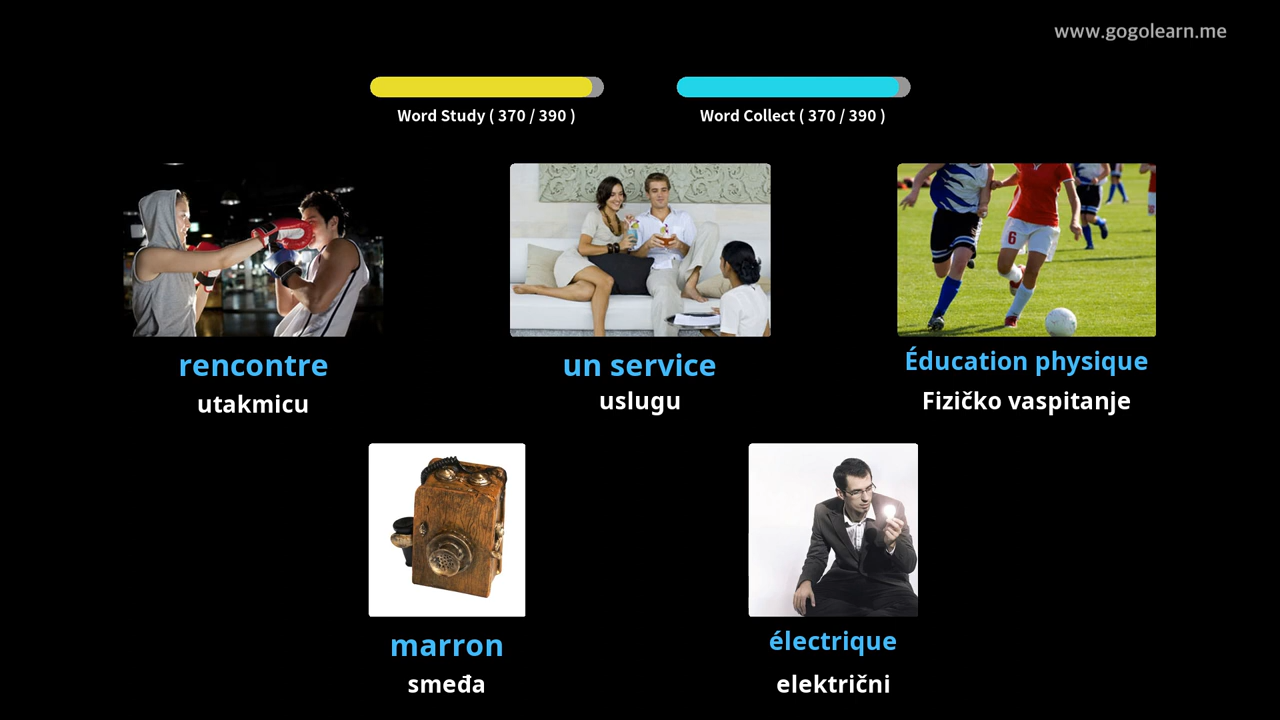 www.gogolearn.me
Word Study ( 370 / 390 )
Word Collect ( 370 / 390 )
rencontre
utakmicu
un service
uslugu
Éducation physique
Fizičko vaspitanje
6
marron
smeđa
électrique
električni